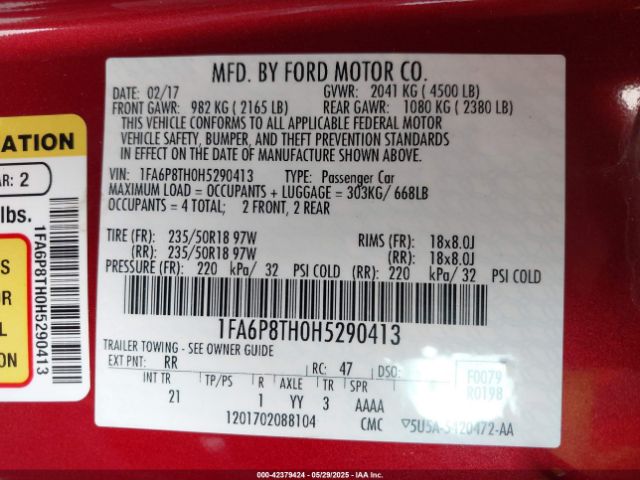 MFD. BY FORD MOTOR CO.
DATE: 02/17 GVWR: 2041 KG ( 4500 LB)
FRONT GAWR: 982 KG ( 2165 LB) REAR GAWR: 1080 KG ( 2380 LB)
THIS VEHICLE CONFORMS TO ALL APPLICABLE FEDERAL MOTOR
VEHICLE SAFETY, BUMPER, AND THEFT PREVENTION STANDARDS
IN EFFECT ON THE DATE OF MANUFACTURE SHOWN ABOVE.
VIN: 1FA6P8TH0H5290413 TYPE: Passenger Car
MAXIMUM LOAD = OCCUPANTS + LUGGAGE = 303KG/ 668LB
OCCUPANTS = 4 TOTAL; 2 FRONT, 2 REAR
TIRE (FR): 235/50R18 97W RIMS (FR): 18x8.0J
(RR): 235/50R18 97W (RR): 18x8.0J
PRESSURE (FR): 220 kPa/ 32 PSI COLD (RR): 220 kPa/ 32 PSI COLD
1FA6P8TH0H5290413
TRAILER TOWING - SEE OWNER GUIDE
EXT PNT: RR RC: 47 DSO:
INT TR TP/PS R AXLE TR SPR
21 1 YY 3 AAAA
1201702088104 CMC
F0079
R0198
▽5U5A-5420472-AA
ATION
AR: 2
lbs.
S
OR
L
ION
1FA6P8TH0H5290413
000-42379424 | 05/29/2025 | IAAI.COM